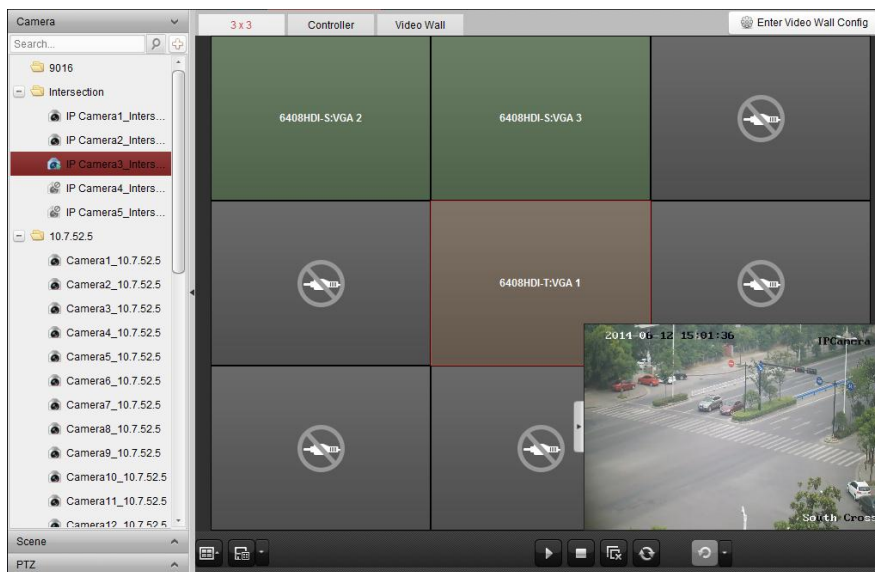 Camera
Search...
9016
Intersection
IP Camera1_Inters...
IP Camera2_Inters...
IP Camera3_Inters...
IP Camera4_Inters...
IP Camera5_Inters...
10.7.52.5
Camera1_10.7.52.5
Camera2_10.7.52.5
Camera3_10.7.52.5
Camera4_10.7.52.5
Camera5_10.7.52.5
Camera6_10.7.52.5
Camera7_10.7.52.5
Camera8_10.7.52.5
Camera9_10.7.52.5
Camera10_10.7.52.5
Camera11_10.7.52.5
Camera12_10.7.52.5
Scene
PTZ
3 x 3 Controller Video Wall Enter Video Wall Config
6408HDI-S:VGA 2 6408HDI-S:VGA 3
6408HDI-T:VGA 1
2014-06-12 15:01:36
IPCamera
South Cross